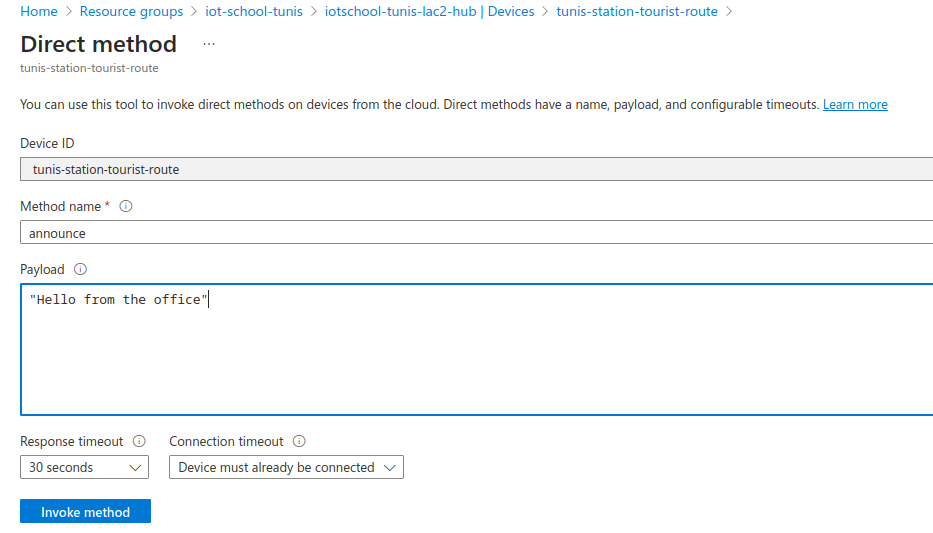 Home > Resource groups > iot-school-tunis > iotschool-tunis-lac2-hub | Devices > tunis-station-tourist-route >
Direct method ...
tunis-station-tourist-route
You can use this tool to invoke direct methods on devices from the cloud. Direct methods have a name, payload, and configurable timeouts. Learn more
Device ID
tunis-station-tourist-route
Method name *
announce
Payload
"Hello from the office"
Response timeout Connection timeout
30 seconds Device must already be connected
Invoke method